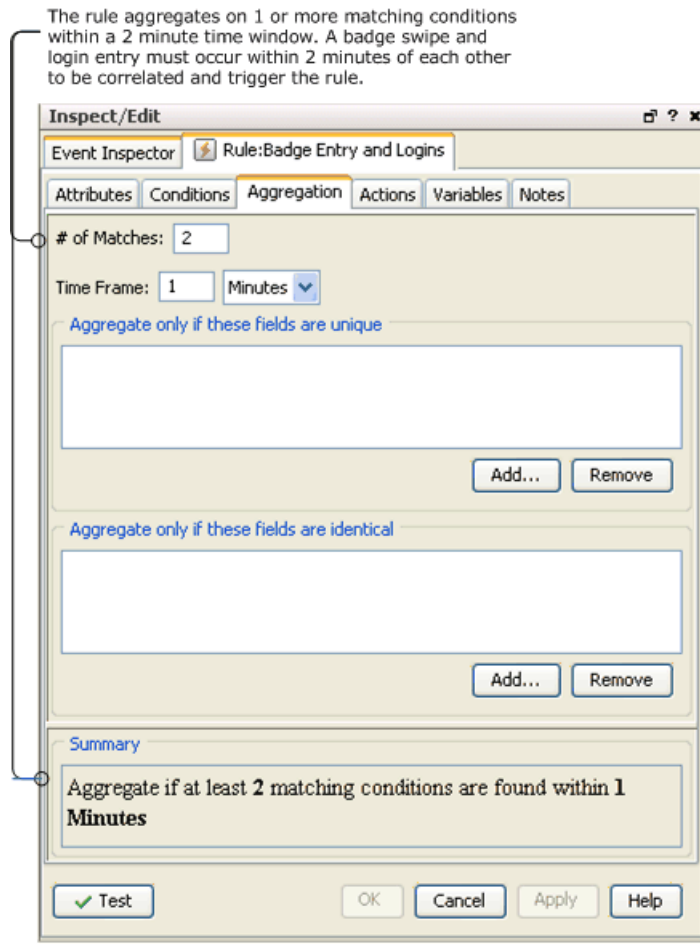 The rule aggregates on 1 or more matching conditions
within a 2 minute time window. A badge swipe and
login entry must occur within 2 minutes of each other
to be correlated and trigger the rule.
Inspect/Edit
Event Inspector Rule:Badge Entry and Logins
Attributes Conditions Aggregation Actions Variables Notes
# of Matches: 2
Time Frame: 1 Minutes
Aggregate only if these fields are unique
Add... Remove
Aggregate only if these fields are identical
Add... Remove
Summary
Aggregate if at least 2 matching conditions are found within 1
Minutes
Test OK Cancel Apply Help